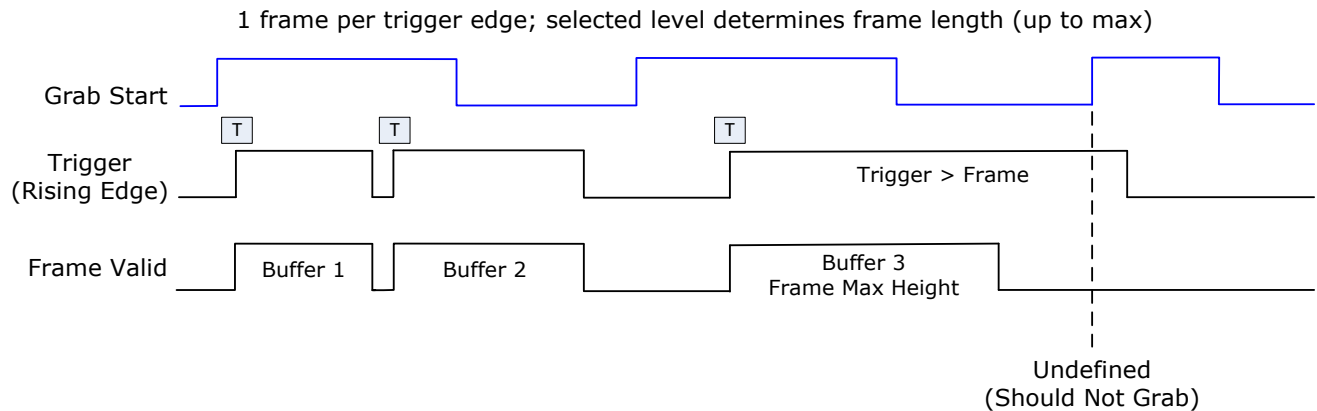 1 frame per trigger edge; selected level determines frame length (up to max)
Grab Start
T
T
T
Trigger
(Rising Edge)
Trigger > Frame
Frame Valid
Buffer 1
Buffer 2
Buffer 3
Frame Max Height
Undefined
(Should Not Grab)